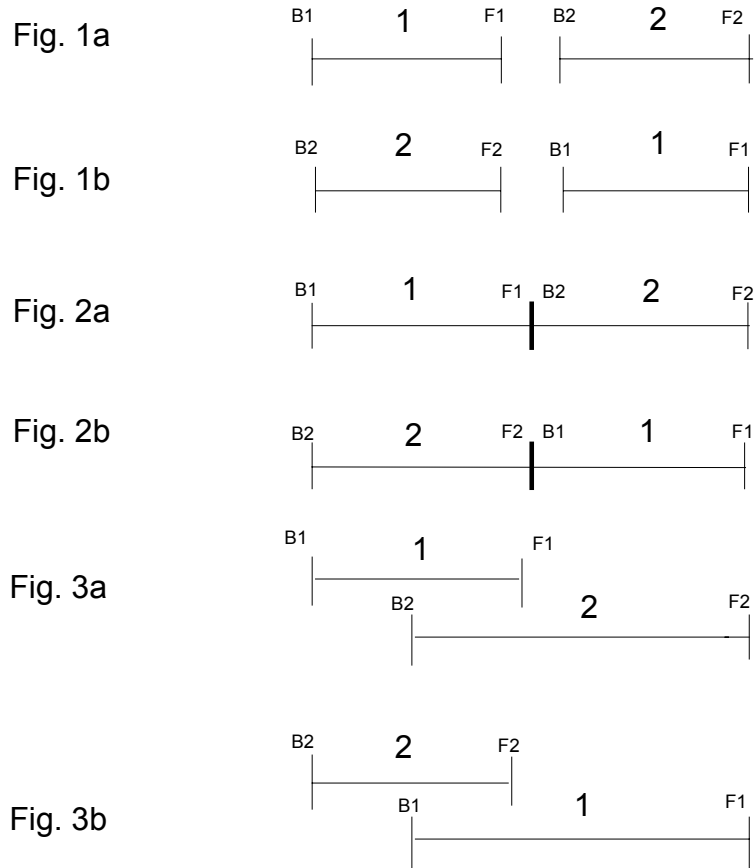 Fig. 1a
B1 1 F1 B2 2 F2
Fig. 1b
B2 2 F2 B1 1 F1
Fig. 2a
B1 1 F1 B2 2 F2
Fig. 2b
B2 2 F2 B1 1 F1
Fig. 3a
B1 1 F1
B2 2 F2
Fig. 3b
B2 2 F2
B1 1 F1